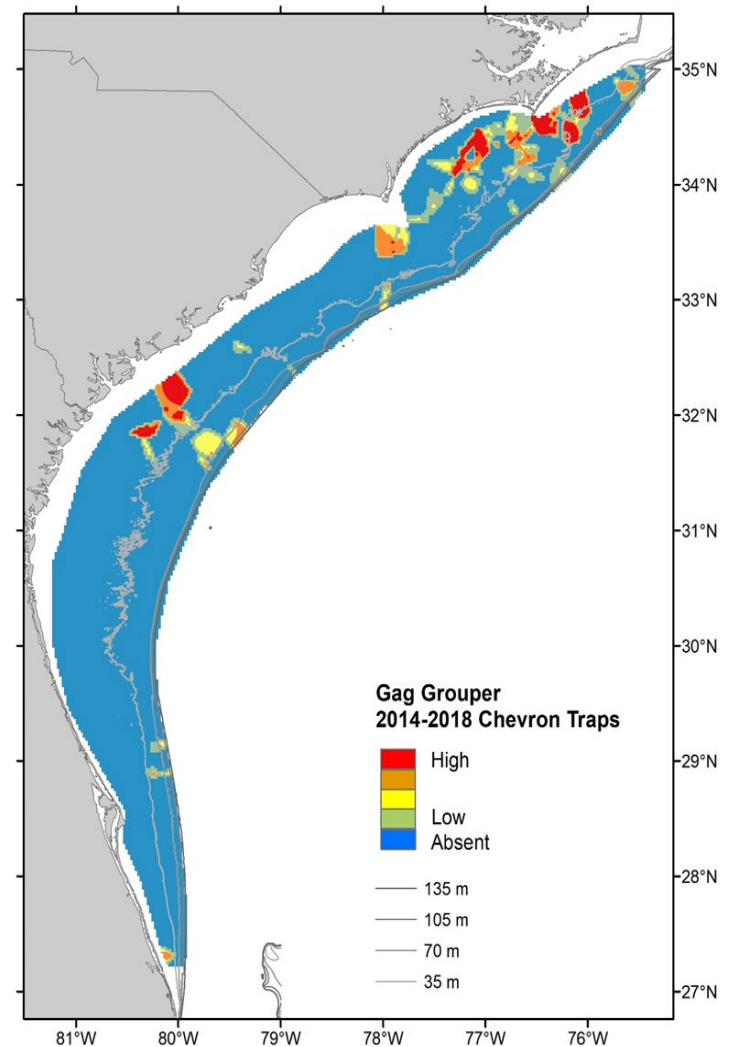 35°N
34°N
33°N
32°N
31°N
30°N
Gag Grouper
2014-2018 Chevron Traps
High
29°N
Low
Absent
28°N
135 m
105 m
70 m
35 m
27°N
81°W 80°W 79°W 78°W 77°W 76°W